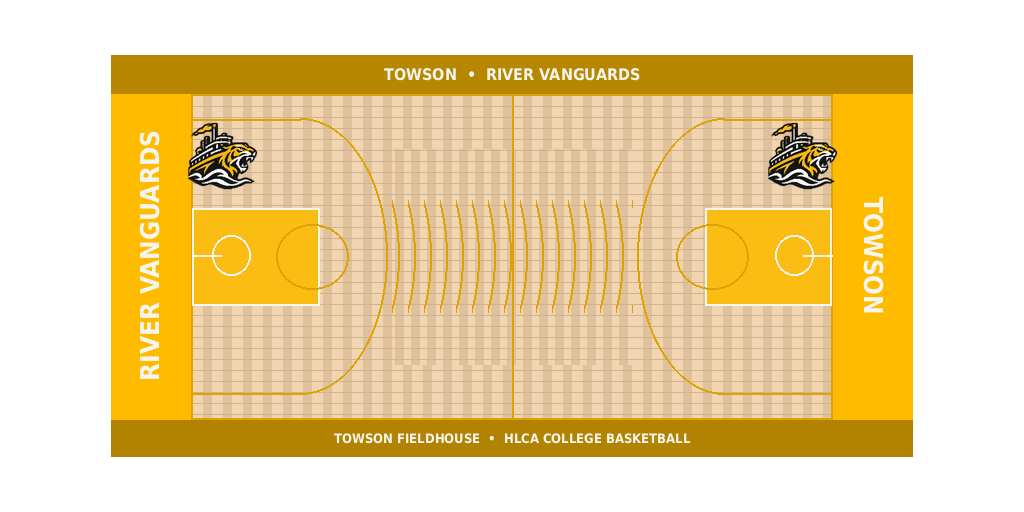 TOWSON • RIVER VANGUARDS
RIVER VANGUARDS
TOWSON
TOWSON FIELDHOUSE • HLCA COLLEGE BASKETBALL